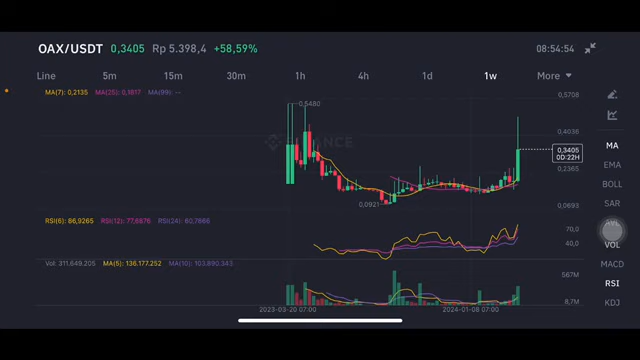 OAX/USDT 0,3405 Rp 5.398,4 +58,59% 08:54:54
Line 5m 15m 30m 1h 4h 1d 1w More
MA(7): 0,2135 MA(25): 0,1817 MA(99): --
0,5708
0,5480
0,4036
BINANCE
MA
0,3405
0D:22H
EMA
0,2365
BOLL
SAR
0,0921
0,0693
RSI(6): 86,9265 RSI(12): 77,6876 RSI(24): 60,7866
AVL
70,0
40,0
VOL
Vol: 311.649.205 MA(5): 136.177.252 MA(10): 103.890.343
MACD
567M
RSI
8,7M
KDJ
2023-03-20 07:00 2024-01-08 07:00